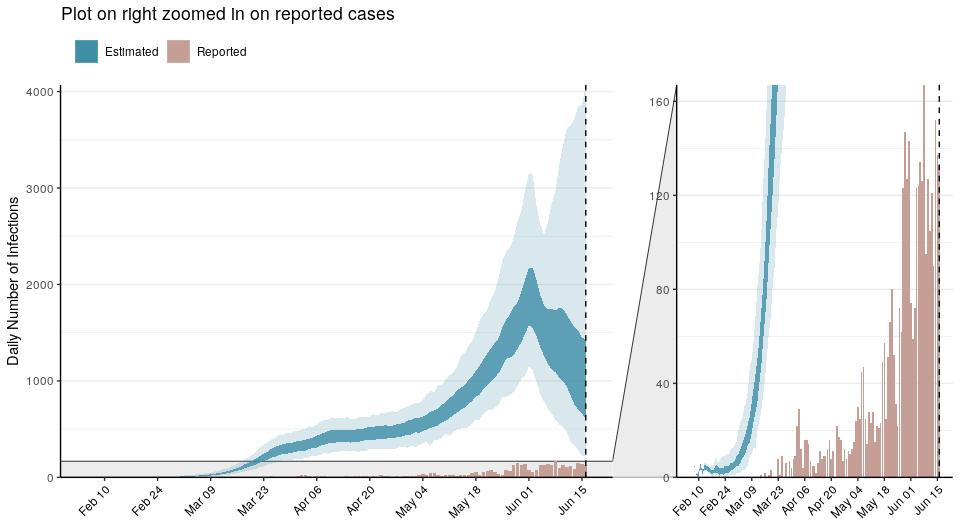 Plot on right zoomed in on reported cases
Estimated Reported
Daily Number of Infections
4000
3000
2000
1000
0
Feb 10 Feb 24 Mar 09 Mar 23 Apr 06 Apr 20 May 04 May 18 Jun 01 Jun 15
160
120
80
40
0
Feb 10 Feb 24 Mar 09 Mar 23 Apr 06 Apr 20 May 04 May 18 Jun 01 Jun 15